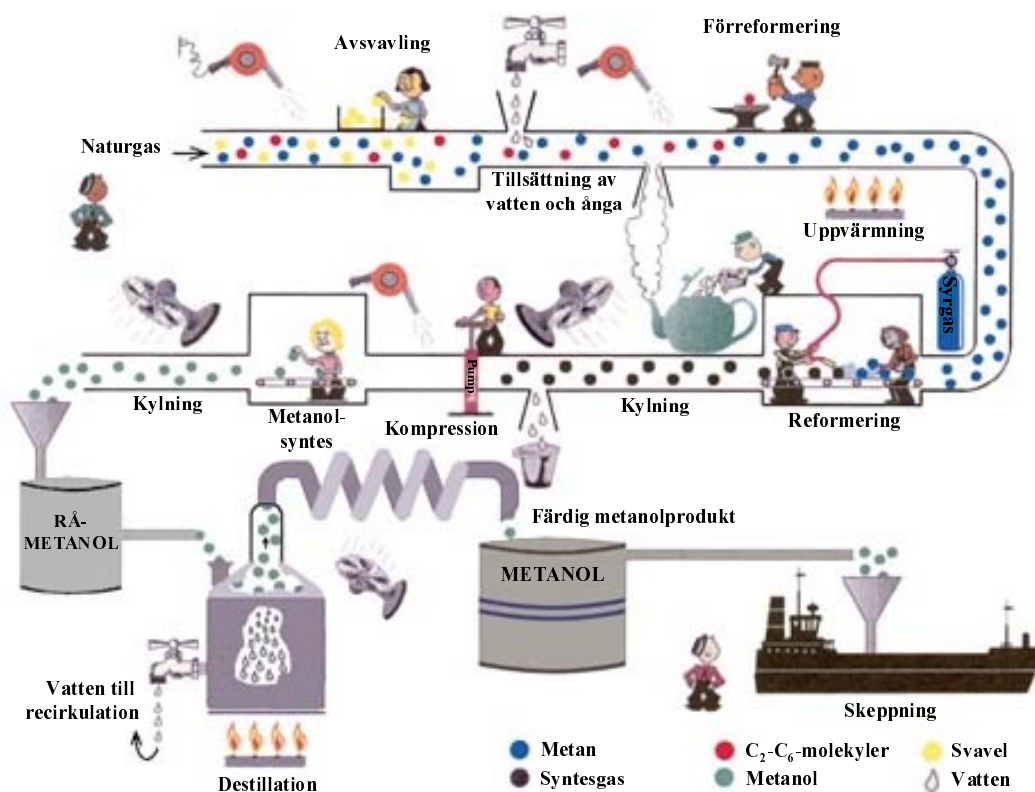 Avsvavling
Förreformering
Naturgas
Tillsättning av
vatten och ånga
Uppvärmning
Syrgas
Pump
Kylning
Metanol-
syntes
Kompression
Kylning
Reformering
RÅ-
METANOL
Färdig metanolprodukt
METANOL
Vatten till
recirkulation
Destillation
Skeppning
Metan
C₂-C₆-molekyler
Svavel
Syntesgas
Metanol
Vatten